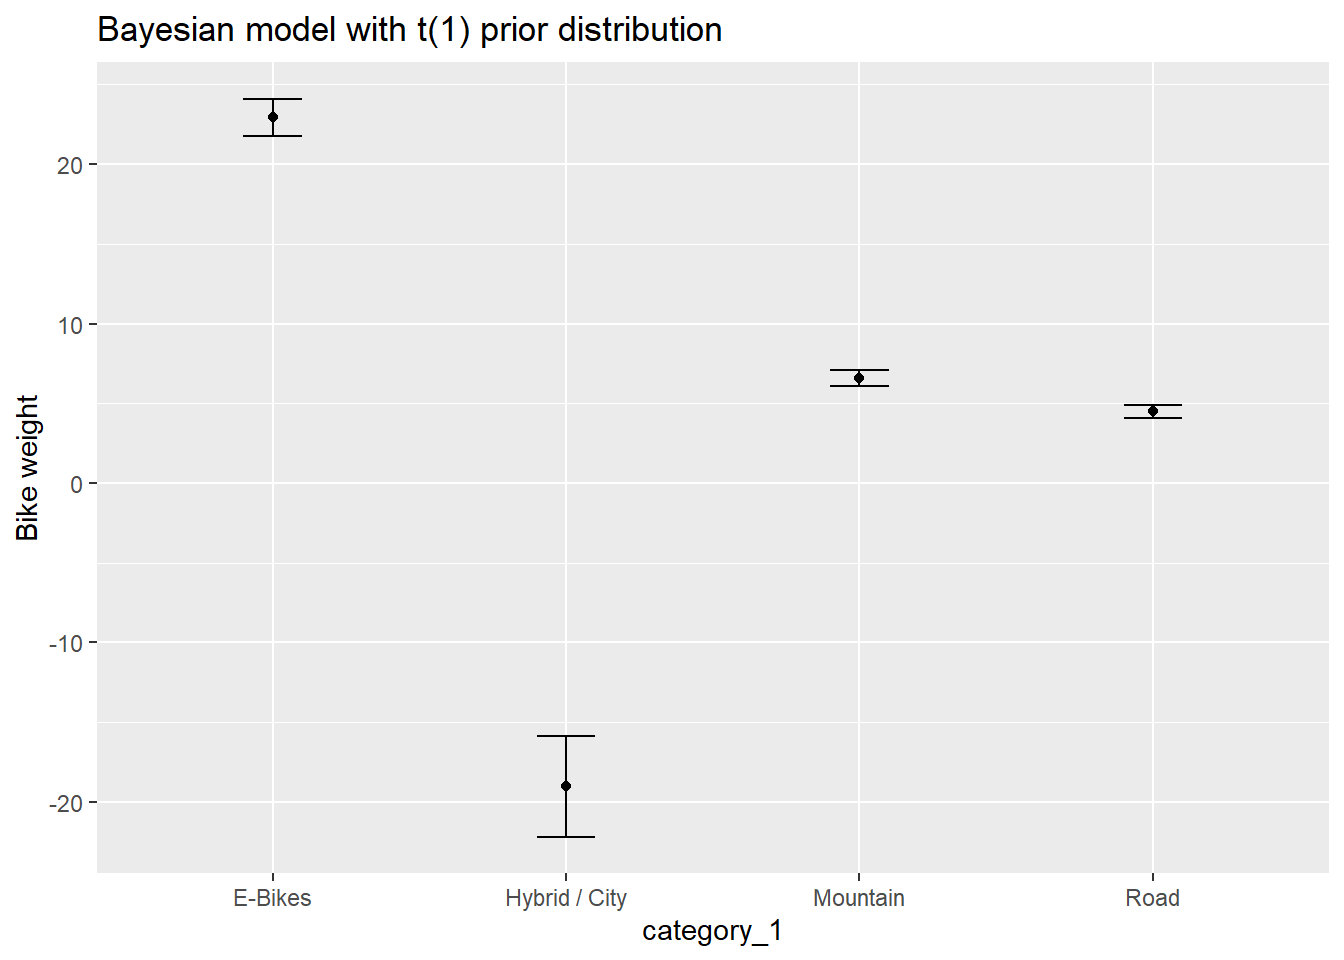 Bayesian model with t(1) prior distribution
Bike weight
20
10
0
-10
-20
E-Bikes
Hybrid / City
Mountain
Road
category_1